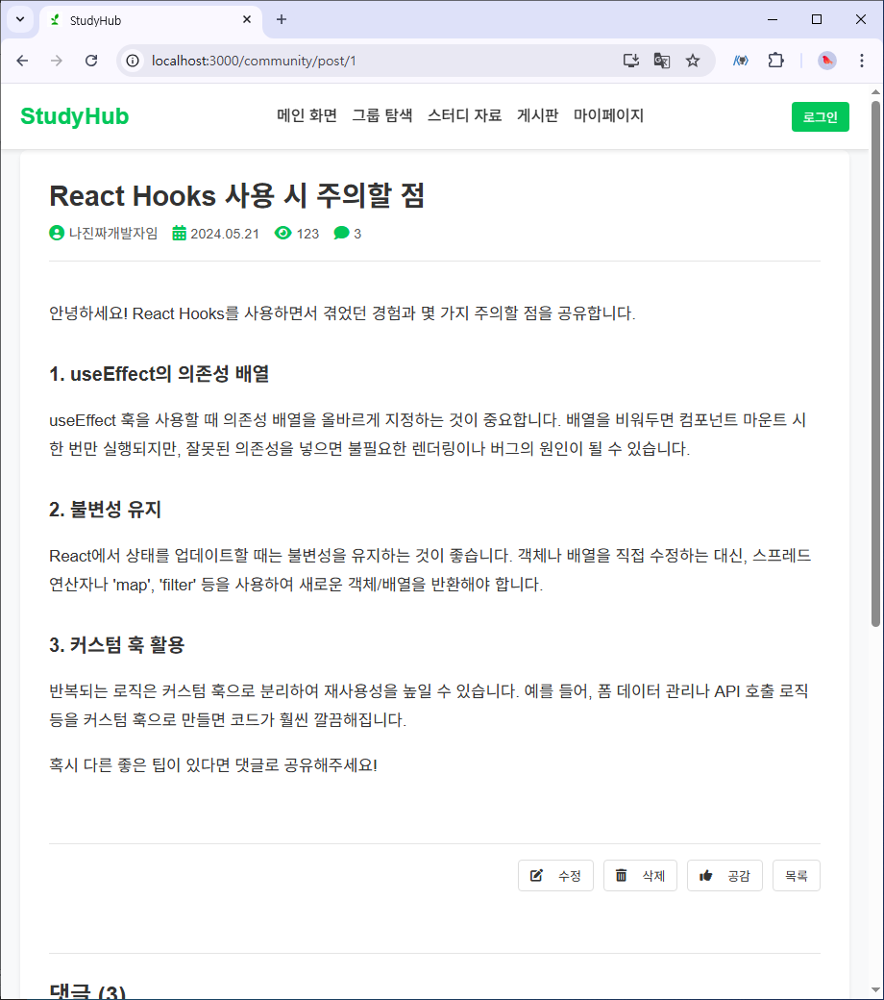 StudyHub
localhost:3000/community/post/1
StudyHub
메인 화면 그룹 탐색 스터디 자료 게시판 마이페이지
로그인
React Hooks 사용 시 주의할 점
나진짜개발자임 2024.05.21 123 3
안녕하세요! React Hooks를 사용하면서 겪었던 경험과 몇 가지 주의할 점을 공유합니다.
1. useEffect의 의존성 배열
useEffect 훅을 사용할 때 의존성 배열을 올바르게 지정하는 것이 중요합니다. 배열을 비워두면 컴포넌트 마운트 시
한 번만 실행되지만, 잘못된 의존성을 넣으면 불필요한 렌더링이나 버그의 원인이 될 수 있습니다.
2. 불변성 유지
React에서 상태를 업데이트할 때는 불변성을 유지하는 것이 좋습니다. 객체나 배열을 직접 수정하는 대신, 스프레드
연산자나 'map', 'filter' 등을 사용하여 새로운 객체/배열을 반환해야 합니다.
3. 커스텀 훅 활용
반복되는 로직은 커스텀 훅으로 분리하여 재사용성을 높일 수 있습니다. 예를 들어, 폼 데이터 관리나 API 호출 로직
등을 커스텀 훅으로 만들면 코드가 훨씬 깔끔해집니다.
혹시 다른 좋은 팁이 있다면 댓글로 공유해주세요!
수정 삭제 공감 목록
댓글 (3)